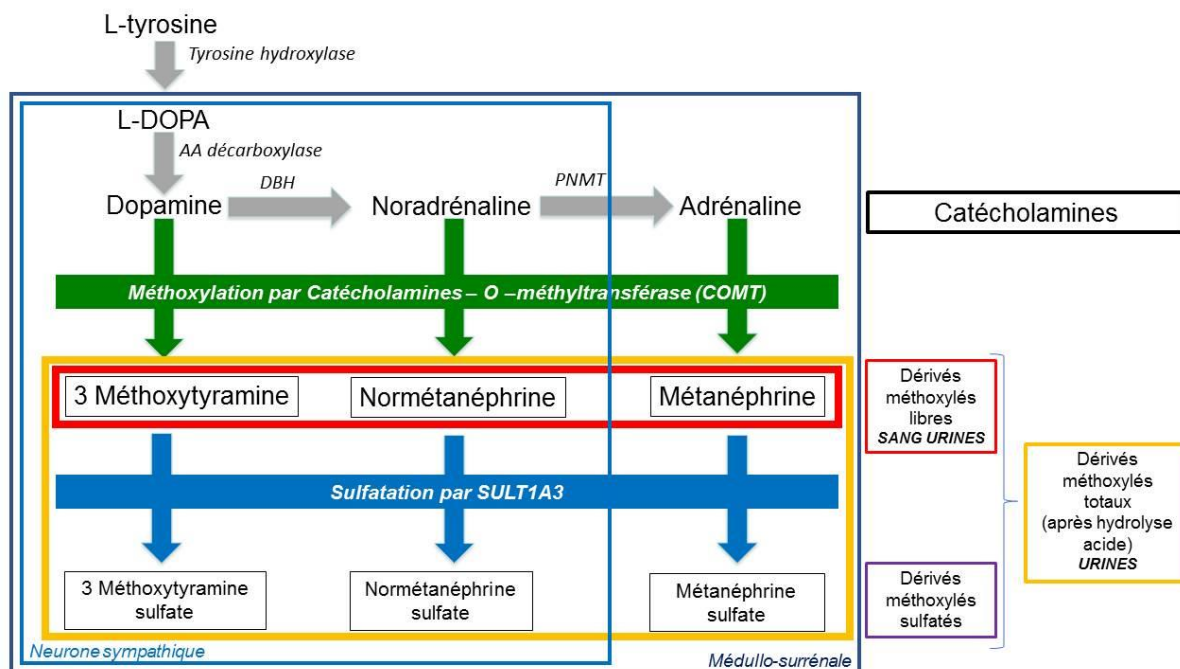 L-tyrosine
Tyrosine hydroxylase
L-DOPA
AA décarboxylase
DBH
PNMT
Dopamine
Noradrénaline
Adrénaline
Catécholamines
Méthoxylation par Catécholamines – O –méthyltransférase (COMT)
3 Méthoxytyramine
Normétanéphrine
Métanéphrine
Dérivés
méthoxylés
libres
SANG URINES
Sulfatation par SULT1A3
Dérivés
méthoxylés
totaux
(après hydrolyse
acide)
URINES
3 Méthoxytyramine
sulfate
Normétanéphrine
sulfate
Métanéphrine
sulfate
Dérivés
méthoxylés
sulfatés
Neurone sympathique
Médullo-surrénale